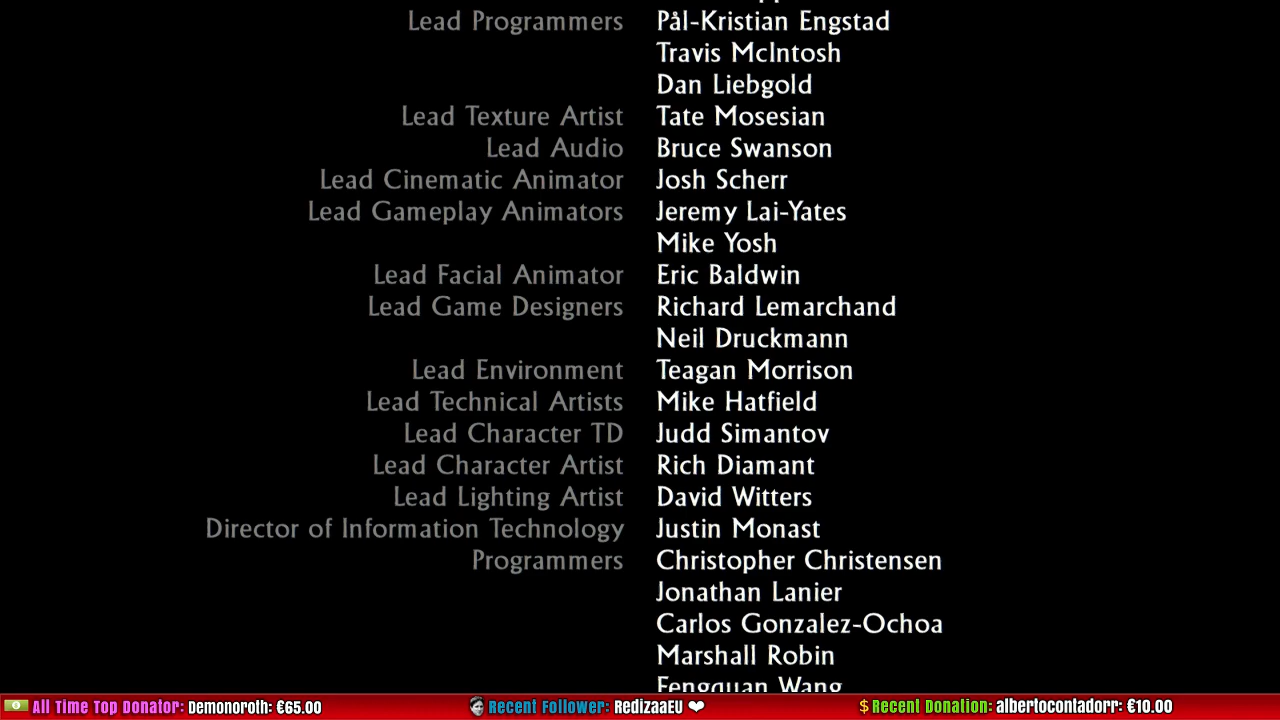 Lead Programmers Pål-Kristian Engstad
Travis McIntosh
Dan Liebgold
Lead Texture Artist Tate Mosesian
Lead Audio Bruce Swanson
Lead Cinematic Animator Josh Scherr
Lead Gameplay Animators Jeremy Lai-Yates
Mike Yosh
Lead Facial Animator Eric Baldwin
Lead Game Designers Richard Lemarchand
Neil Druckmann
Lead Environment Teagan Morrison
Lead Technical Artists Mike Hatfield
Lead Character TD Judd Simantov
Lead Character Artist Rich Diamant
Lead Lighting Artist David Witters
Director of Information Technology Justin Monast
Programmers Christopher Christensen
Jonathan Lanier
Carlos Gonzalez-Ochoa
Marshall Robin
Fengquan Wang
All Time Top Donator: Demonoroth: €65.00 Recent Follower: RedizaaEU ❤ $ Recent Donation: albertocontadorr: €10.00